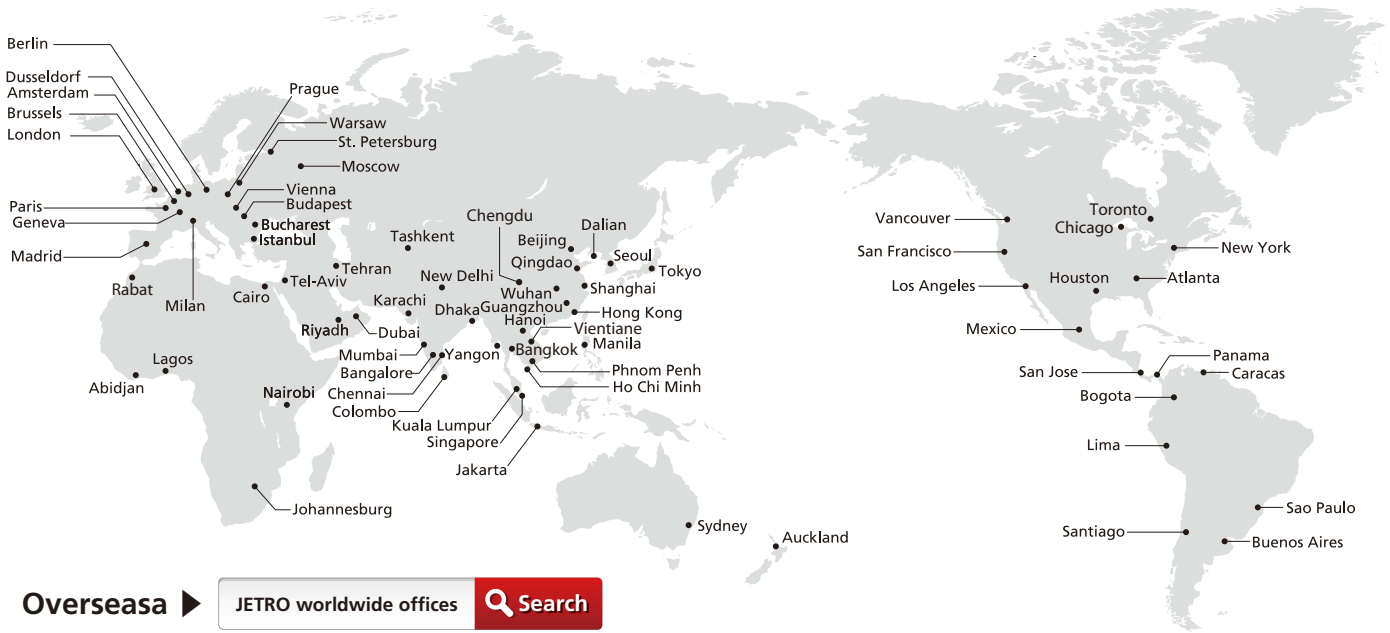 Berlin
Dusseldorf
Amsterdam
Brussels
London
Prague
Warsaw
St. Petersburg
Moscow
Paris
Geneva
Vienna
Budapest
Bucharest
Istanbul
Madrid
Rabat
Milan
Cairo
Tel-Aviv
Tehran
Tashkent
Chengdu
Dalian
Beijing
Qingdao
Seoul
Tokyo
New Delhi
Wuhan
Shanghai
Karachi
Dhaka
Guangzhou
Hanoi
Hong Kong
Vientiane
Manila
Riyadh
Dubai
Mumbai
Yangon
Bangkok
Bangalore
Phnom Penh
Chennai
Ho Chi Minh
Colombo
Kuala Lumpur
Singapore
Jakarta
Lagos
Abidjan
Nairobi
Johannesburg
Sydney
Auckland
Vancouver
Toronto
Chicago
San Francisco
New York
Los Angeles
Houston
Atlanta
Mexico
Panama
San Jose
Caracas
Bogota
Lima
Sao Paulo
Santiago
Buenos Aires
Overseasa
JETRO worldwide offices
Search